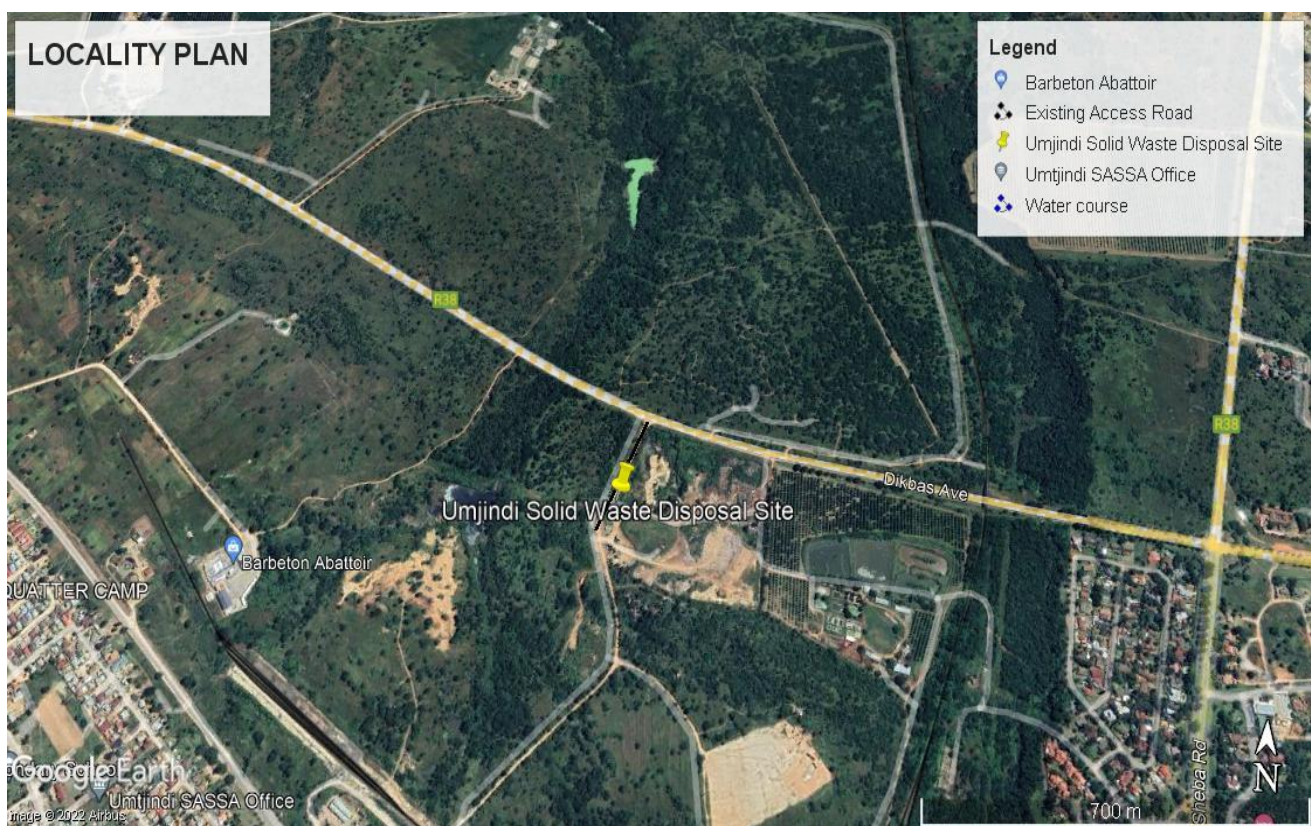 LOCALITY PLAN
Legend
Barbeton Abattoir
Existing Access Road
Umjindi Solid Waste Disposal Site
Umtjindi SASSA Office
Water course
R38
R38
Dikbas Ave
Umjindi Solid Waste Disposal Site
Barbeton Abattoir
QUATTER CAMP
Sheba Rd
N
700 m
Google Earth
Umtjindi SASSA Office
mage © 2022 Airbus